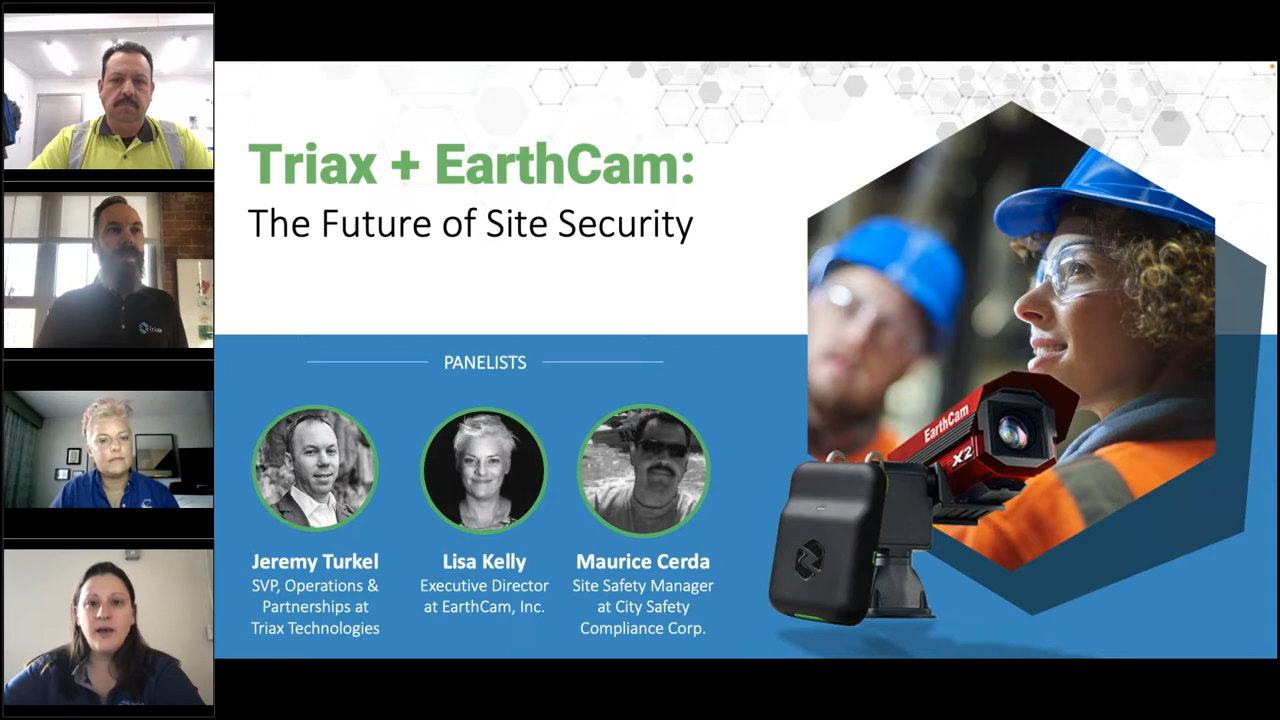 Triax + EarthCam:
The Future of Site Security
PANELISTS
Jeremy Turkel
SVP, Operations &
Partnerships at
Triax Technologies
Lisa Kelly
Executive Director
at EarthCam, Inc.
Maurice Cerda
Site Safety Manager
at City Safety
Compliance Corp.
EarthCam
X2
triax